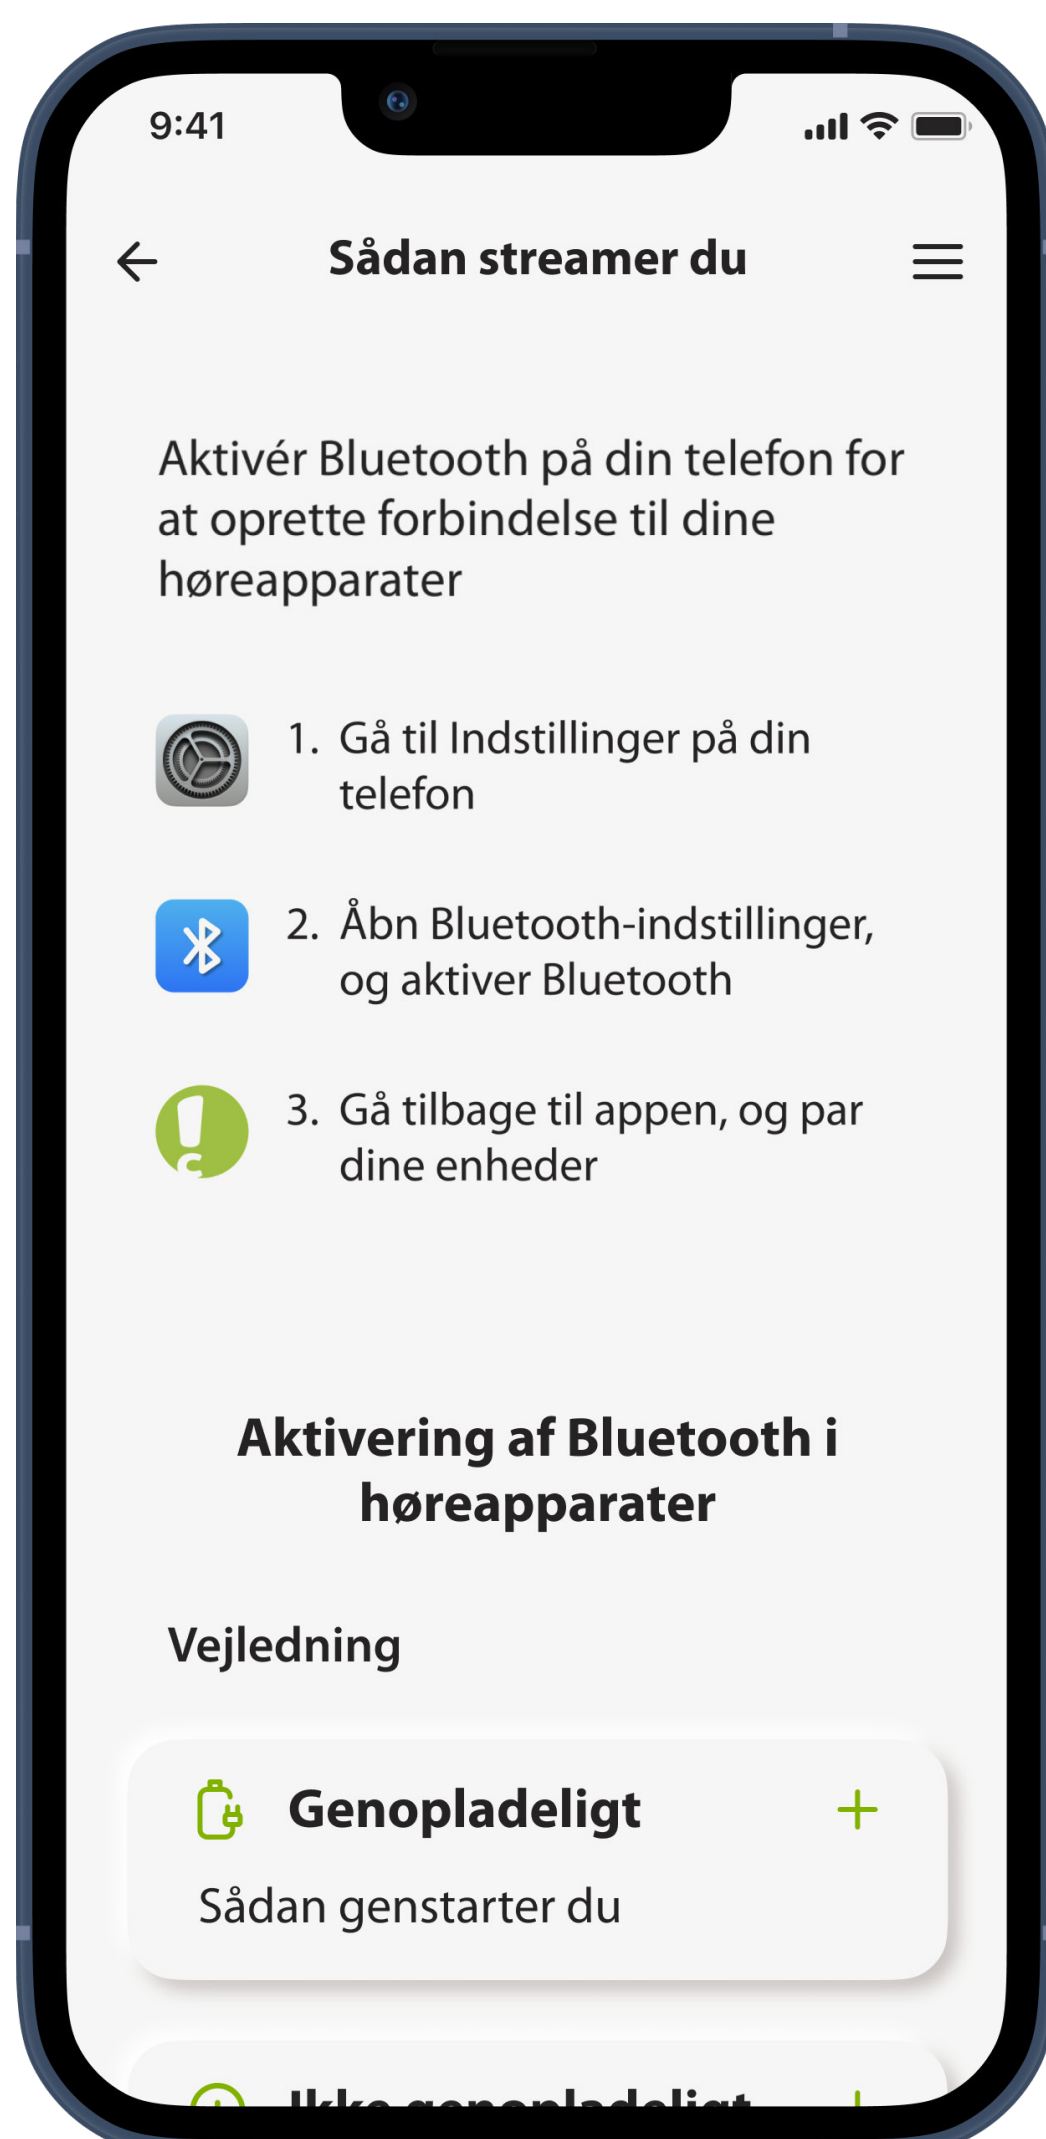 9:41
Sådan streamer du
Aktivér Bluetooth på din telefon for
at oprette forbindelse til dine
høreapparater
1. Gå til Indstillinger på din
telefon
2. Åbn Bluetooth-indstillinger,
og aktiver Bluetooth
3. Gå tilbage til appen, og par
dine enheder
Aktivering af Bluetooth i
høreapparater
Vejledning
Genopladeligt
Sådan genstarter du
Ikke genopladeligt